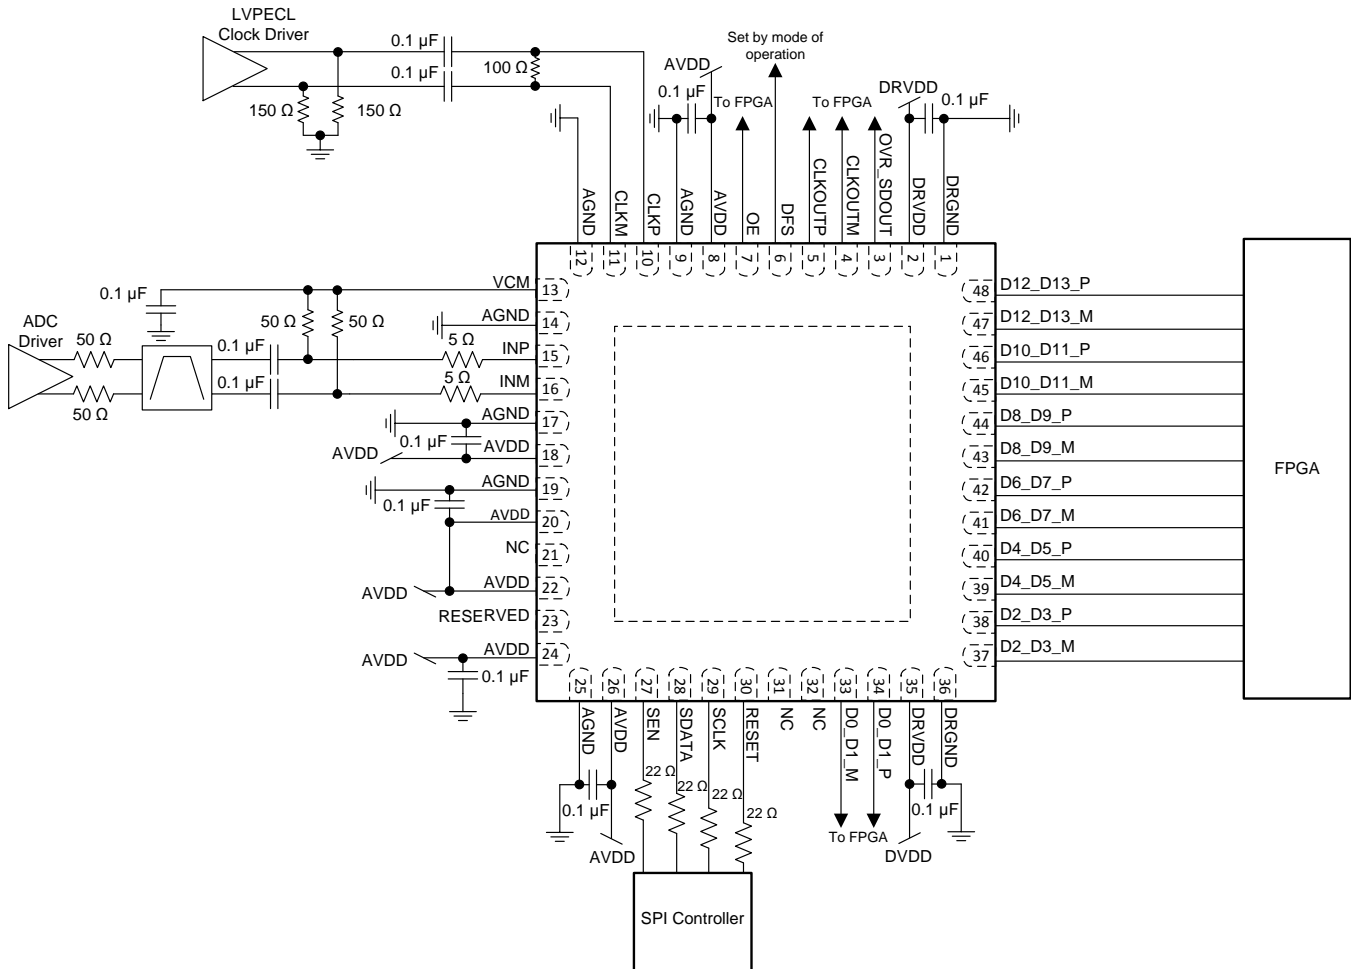 LVPECL
Clock Driver
0.1 µF
0.1 µF
100 Ω
150 Ω
150 Ω
Set by mode of
operation
AVDD
0.1 µF
To FPGA
To FPGA
DRVDD
0.1 µF
AGND
CLKM
CLKP
AGND
AVDD
OE
DFS
CLKOUTP
CLKOUTM
OVR_SDOUT
DRVDD
DRGND
12
11
10
9
8
7
6
5
4
3
2
1
VCM
13
AGND
14
INP
15
INM
16
AGND
17
AVDD
18
AGND
19
AVDD
20
NC
21
AVDD
22
RESERVED
23
AVDD
24
0.1 µF
ADC
Driver
50 Ω
50 Ω
0.1 µF
0.1 µF
50 Ω
50 Ω
5 Ω
5 Ω
0.1 µF
AVDD
0.1 µF
AVDD
AVDD
0.1 µF
48
D12_D13_P
47
D12_D13_M
46
D10_D11_P
45
D10_D11_M
44
D8_D9_P
43
D8_D9_M
42
D6_D7_P
41
D6_D7_M
40
D4_D5_P
39
D4_D5_M
38
D2_D3_P
37
D2_D3_M
FPGA
25
26
27
28
29
30
31
32
33
34
35
36
AGND
AVDD
SEN
SDATA
SCLK
RESET
NC
NC
D0_D1_M
D0_D1_P
DRVDD
DRGND
0.1 µF
AVDD
22 Ω
22 Ω
22 Ω
22 Ω
To FPGA
0.1 µF
DVDD
SPI Controller